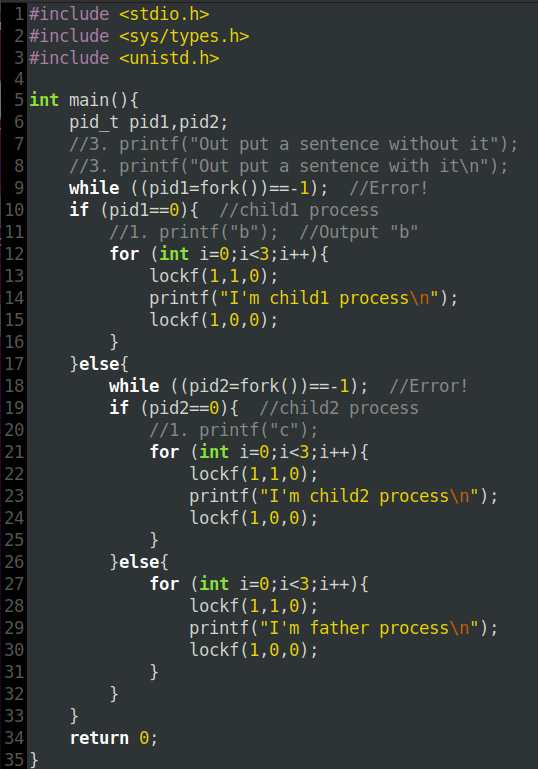 1 #include <stdio.h>
2 #include <sys/types.h>
3 #include <unistd.h>
4
5 int main(){
6     pid_t pid1,pid2;
7     //3. printf("Out put a sentence without it");
8     //3. printf("Out put a sentence with it\n");
9     while ((pid1=fork())==-1);  //Error!
10     if (pid1==0){  //child1 process
11         //1. printf("b");  //Output "b"
12         for (int i=0;i<3;i++){
13             lockf(1,1,0);
14             printf("I'm child1 process\n");
15             lockf(1,0,0);
16         }
17     }else{
18         while ((pid2=fork())==-1);  //Error!
19         if (pid2==0){  //child2 process
20             //1. printf("c");
21             for (int i=0;i<3;i++){
22                 lockf(1,1,0);
23                 printf("I'm child2 process\n");
24                 lockf(1,0,0);
25             }
26         }else{
27             for (int i=0;i<3;i++){
28                 lockf(1,1,0);
29                 printf("I'm father process\n");
30                 lockf(1,0,0);
31             }
32         }
33     }
34     return 0;
35 }